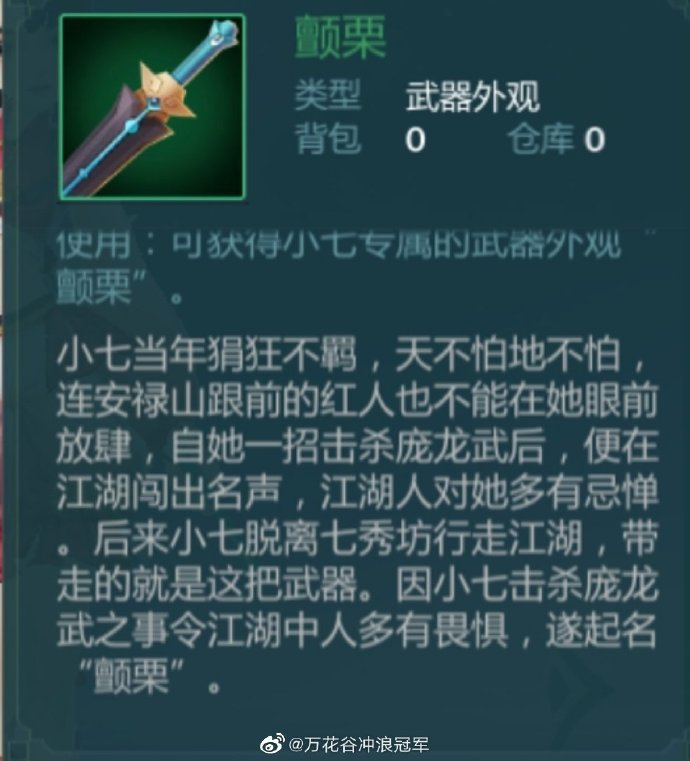 颤栗
类型 武器外观
背包 0 仓库 0
使用：可获得小七专属的武器外观“
颤栗”。
小七当年狷狂不羁，天不怕地不怕，
连安禄山跟前的红人也不能在她眼前
放肆，自她一招击杀庞龙武后，便在
江湖闯出名声，江湖人对她多有忌惮
。后来小七脱离七秀坊行走江湖，带
走的就是这把武器。因小七击杀庞龙
武之事令江湖中人多有畏惧，遂起名
“颤栗”。
@万花谷冲浪冠军